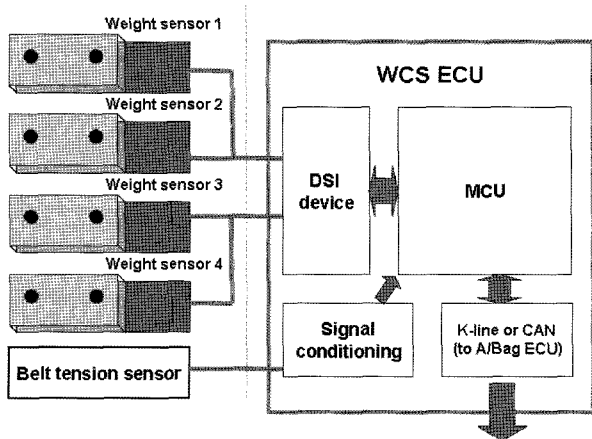 Weight sensor 1
Weight sensor 2
Weight sensor 3
Weight sensor 4
Belt tension sensor
WCS ECU
DSI
device
MCU
Signal
conditioning
K-line or CAN
(to A/Bag ECU)